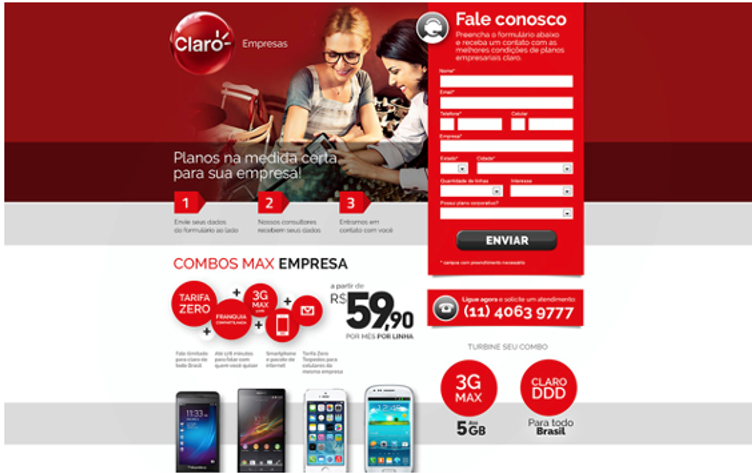 Claro
Empresas
Planos na medida certa
para sua empresa!
1
Envie seus dados
do formulário ao lado
2
Nossos consultores
recebem seus dados
3
Entramos em
contato com você
Fale conosco
Preencha o formulário abaixo
e receba um contato com as
melhores condições de planos
empresariais claro.
Nome*
Email*
Telefone* Celular
Empresa*
Estado* Cidade*
Quantidade de linhas Interesse
Possui plano corporativo?
ENVIAR
* campos com preenchimento necessário
Ligue agora e solicite um atendimento:
(11) 4063 9777
COMBOS MAX EMPRESA
TARIFA
ZERO
+
FRANQUIA
COMPARTILHADA
+
3G
MAX
+
+
a partir de
R$ 59,90
POR MÊS POR LINHA
Fale ilimitado
para claro de
todo Brasil
Até 178 minutos
para falar com
quem você quiser
Smartphone
e pacote de
internet
Tarifa Zero
Torpedos para
celulares da
mesma empresa
TURBINE SEU COMBO
3G
MAX
5 Até
GB
CLARO
DDD
Para todo
Brasil
11:33